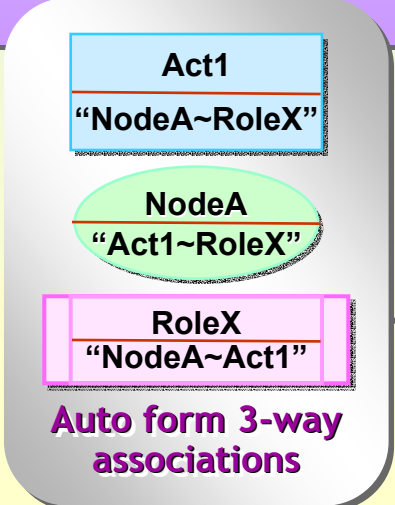 Act1
“NodeA~RoleX”
NodeA
“Act1~RoleX”
RoleX
“NodeA~Act1”
Auto form 3-way
associations